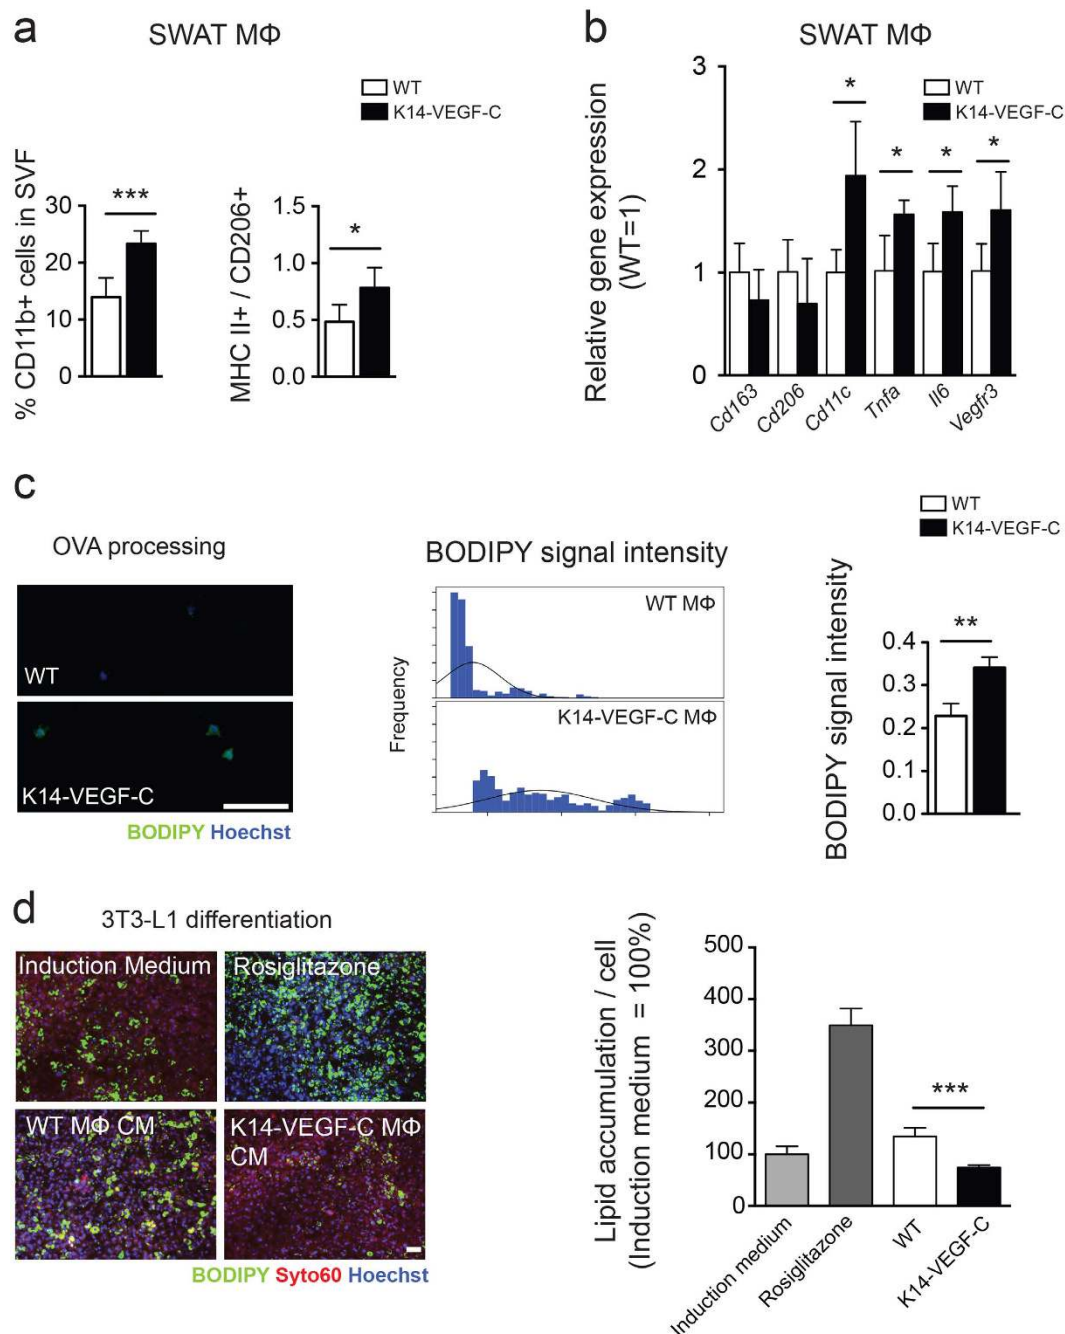 a
SWAT MΦ
WT
K14-VEGF-C
% CD11b+ cells in SVF
30
20
10
0
***
MHC II+ / CD206+
1.5
1.0
0.5
0.0
*
b
SWAT MΦ
WT
K14-VEGF-C
Relative gene expression
(WT=1)
3
2
1
0
*
*
*
*
Cd163
Cd206
Cd11c
Tnfa
Il6
Vegfr3
c
OVA processing
WT
K14-VEGF-C
BODIPY Hoechst
BODIPY signal intensity
Frequency
WT MΦ
K14-VEGF-C MΦ
WT
K14-VEGF-C
BODIPY signal intensity
0.4
0.3
0.2
0.1
0.0
**
d
3T3-L1 differentiation
Induction Medium
Rosiglitazone
WT MΦ CM
K14-VEGF-C MΦ
CM
BODIPY Syto60 Hoechst
Lipid accumulation / cell
(Induction medium = 100%)
500
400
300
200
100
0
***
Induction medium
Rosiglitazone
WT
K14-VEGF-C